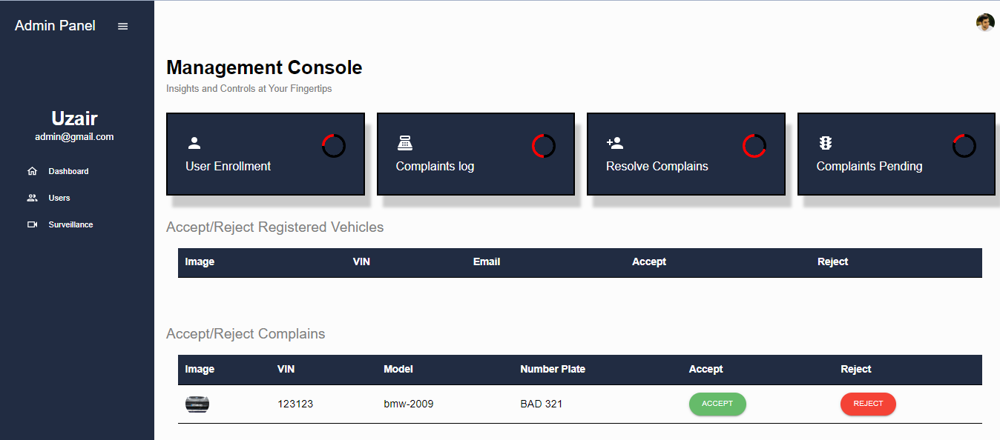 Admin Panel
Management Console
Insights and Controls at Your Fingertips
Uzair
admin@gmail.com
Dashboard
Users
Surveillance
User Enrollment
Complaints log
Resolve Complains
Complaints Pending
Accept/Reject Registered Vehicles
Image VIN Email Accept Reject
Accept/Reject Complains
Image VIN Model Number Plate Accept Reject
123123 bmw-2009 BAD 321 ACCEPT REJECT